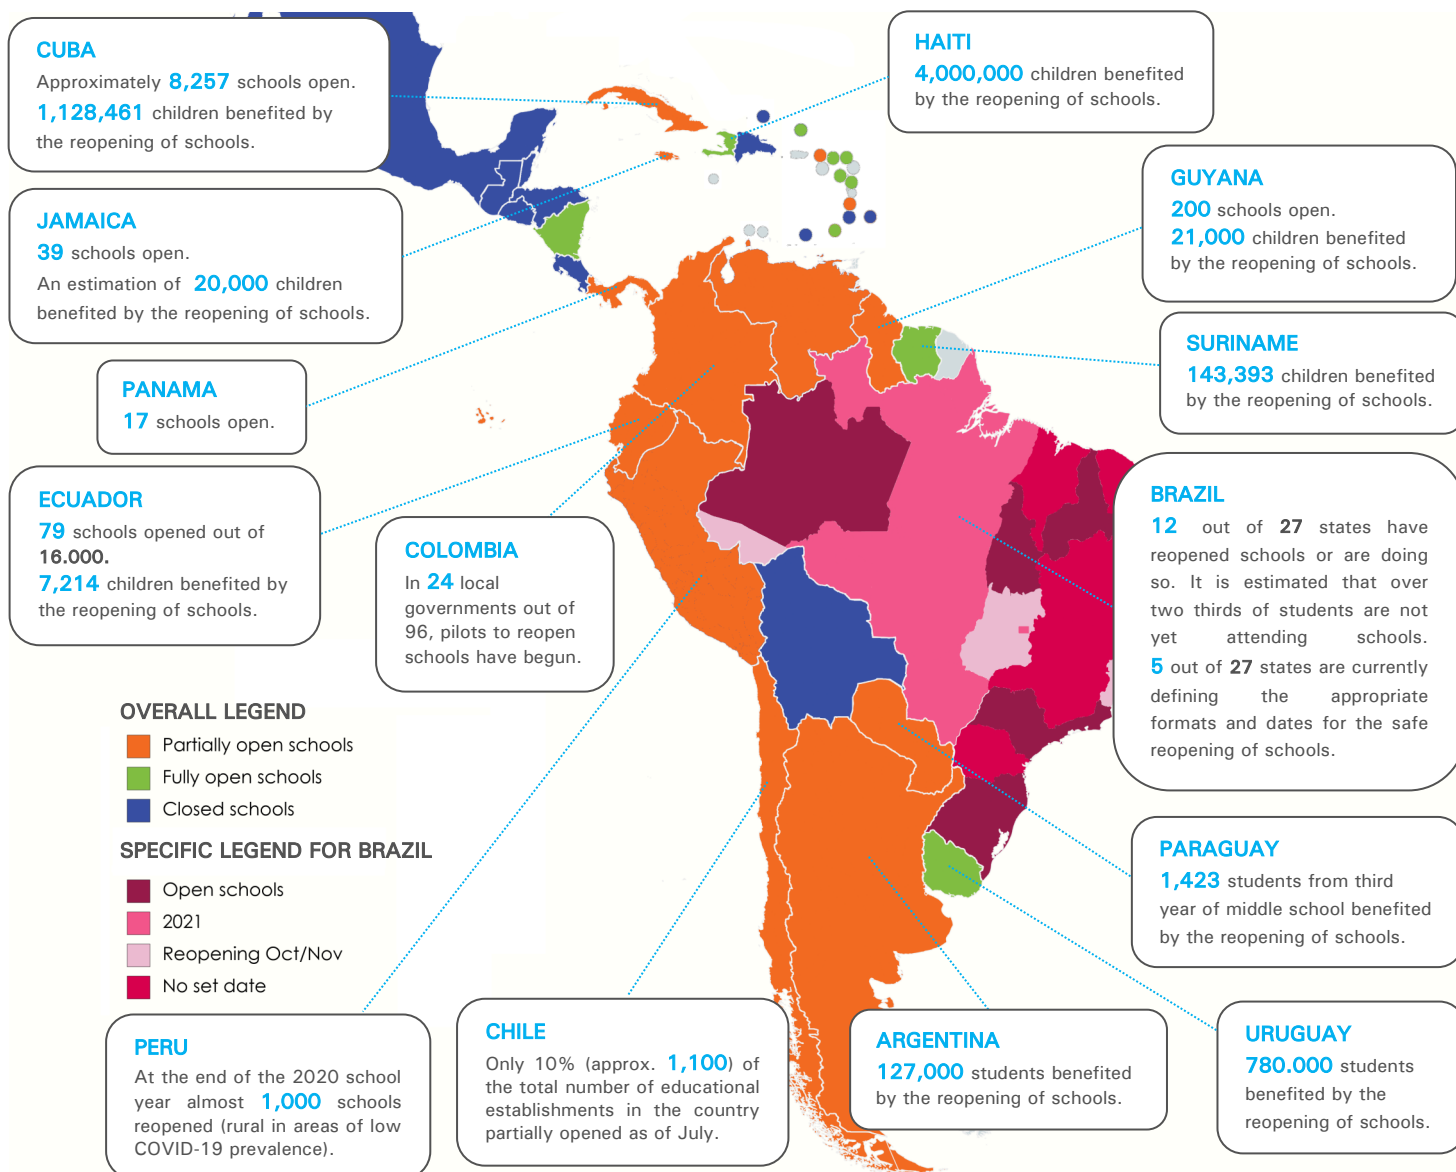 CUBA
Approximately 8,257 schools open.
1,128,461 children benefited by
the reopening of schools.
HAITI
4,000,000 children benefited
by the reopening of schools.
JAMAICA
39 schools open.
An estimation of 20,000 children
benefited by the reopening of schools.
GUYANA
200 schools open.
21,000 children benefited
by the reopening of schools.
PANAMA
17 schools open.
SURINAME
143,393 children benefited
by the reopening of schools.
ECUADOR
79 schools opened out of
16.000.
7,214 children benefited by
the reopening of schools.
COLOMBIA
In 24 local
governments out of
96, pilots to reopen
schools have begun.
BRAZIL
12 out of 27 states have
reopened schools or are doing
so. It is estimated that over
two thirds of students are not
yet attending schools.
5 out of 27 states are currently
defining the appropriate
formats and dates for the safe
reopening of schools.
OVERALL LEGEND
Partially open schools
Fully open schools
Closed schools
SPECIFIC LEGEND FOR BRAZIL
Open schools
2021
Reopening Oct/Nov
No set date
PARAGUAY
1,423 students from third
year of middle school benefited
by the reopening of schools.
PERU
At the end of the 2020 school
year almost 1,000 schools
reopened (rural in areas of low
COVID-19 prevalence).
CHILE
Only 10% (approx. 1,100) of
the total number of educational
establishments in the country
partially opened as of July.
ARGENTINA
127,000 students benefited
by the reopening of schools.
URUGUAY
780.000 students
benefited by the
reopening of schools.